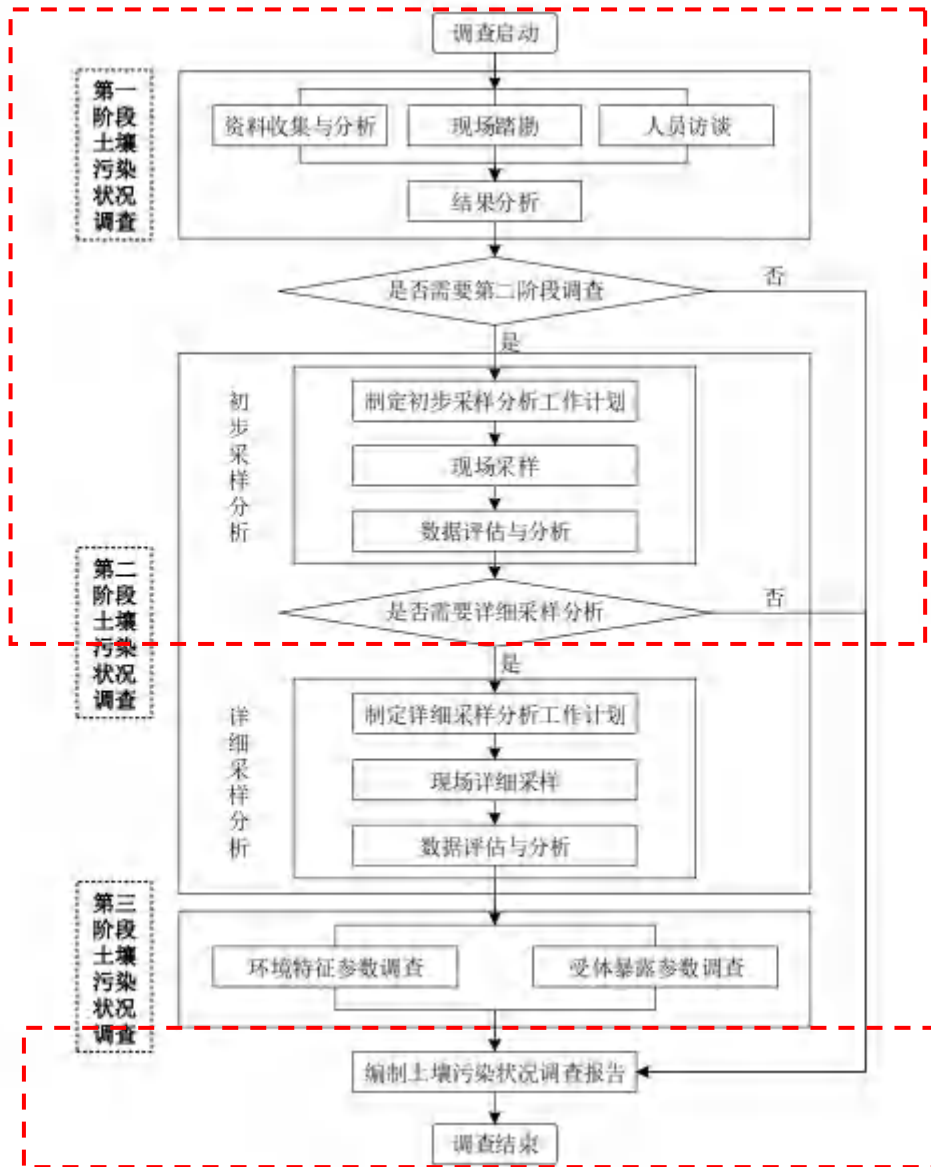 调查启动
第一
阶段
土壤
污染
状况
调查
资料收集与分析
现场踏勘
人员访谈
结果分析
是否需要第二阶段调查
否
是
初步采样分析
制定初步采样分析工作计划
现场采样
数据评估与分析
第二
阶段
土壤
污染
状况
调查
是否需要详细采样分析
否
是
详细采样分析
制定详细采样分析工作计划
现场详细采样
数据评估与分析
第三
阶段
土壤
污染
状况
调查
环境特征参数调查
受体暴露参数调查
编制土壤污染状况调查报告
调查结束